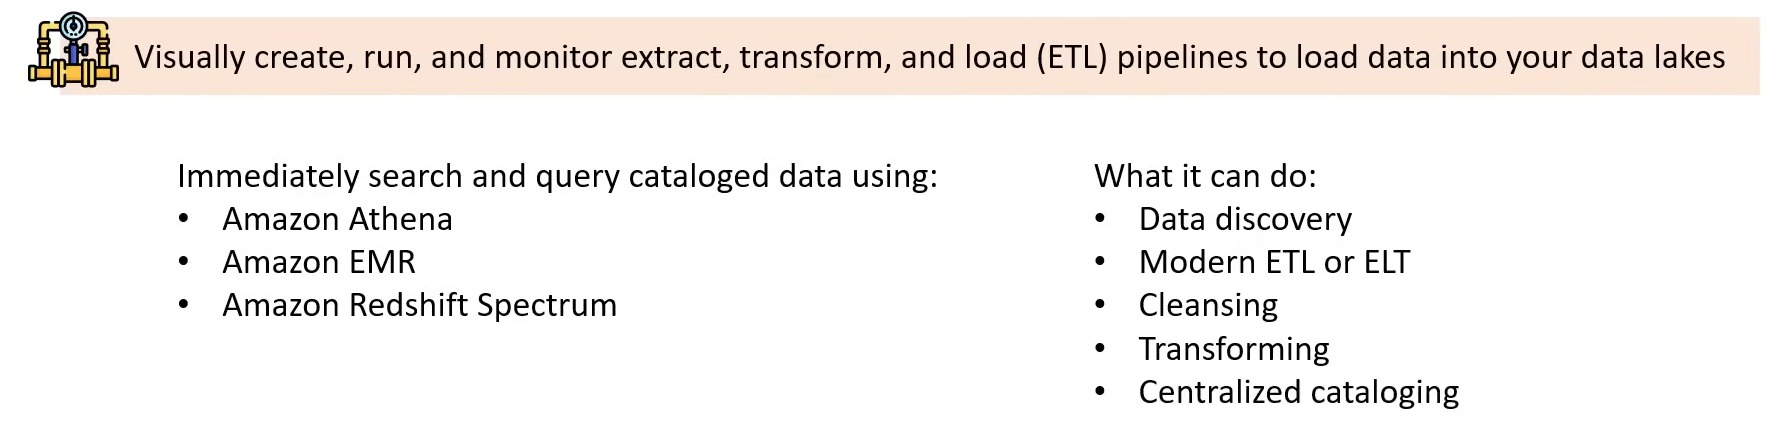 Visually create, run, and monitor extract, transform, and load (ETL) pipelines to load data into your data lakes
Immediately search and query cataloged data using:
• Amazon Athena
• Amazon EMR
• Amazon Redshift Spectrum
What it can do:
• Data discovery
• Modern ETL or ELT
• Cleansing
• Transforming
• Centralized cataloging